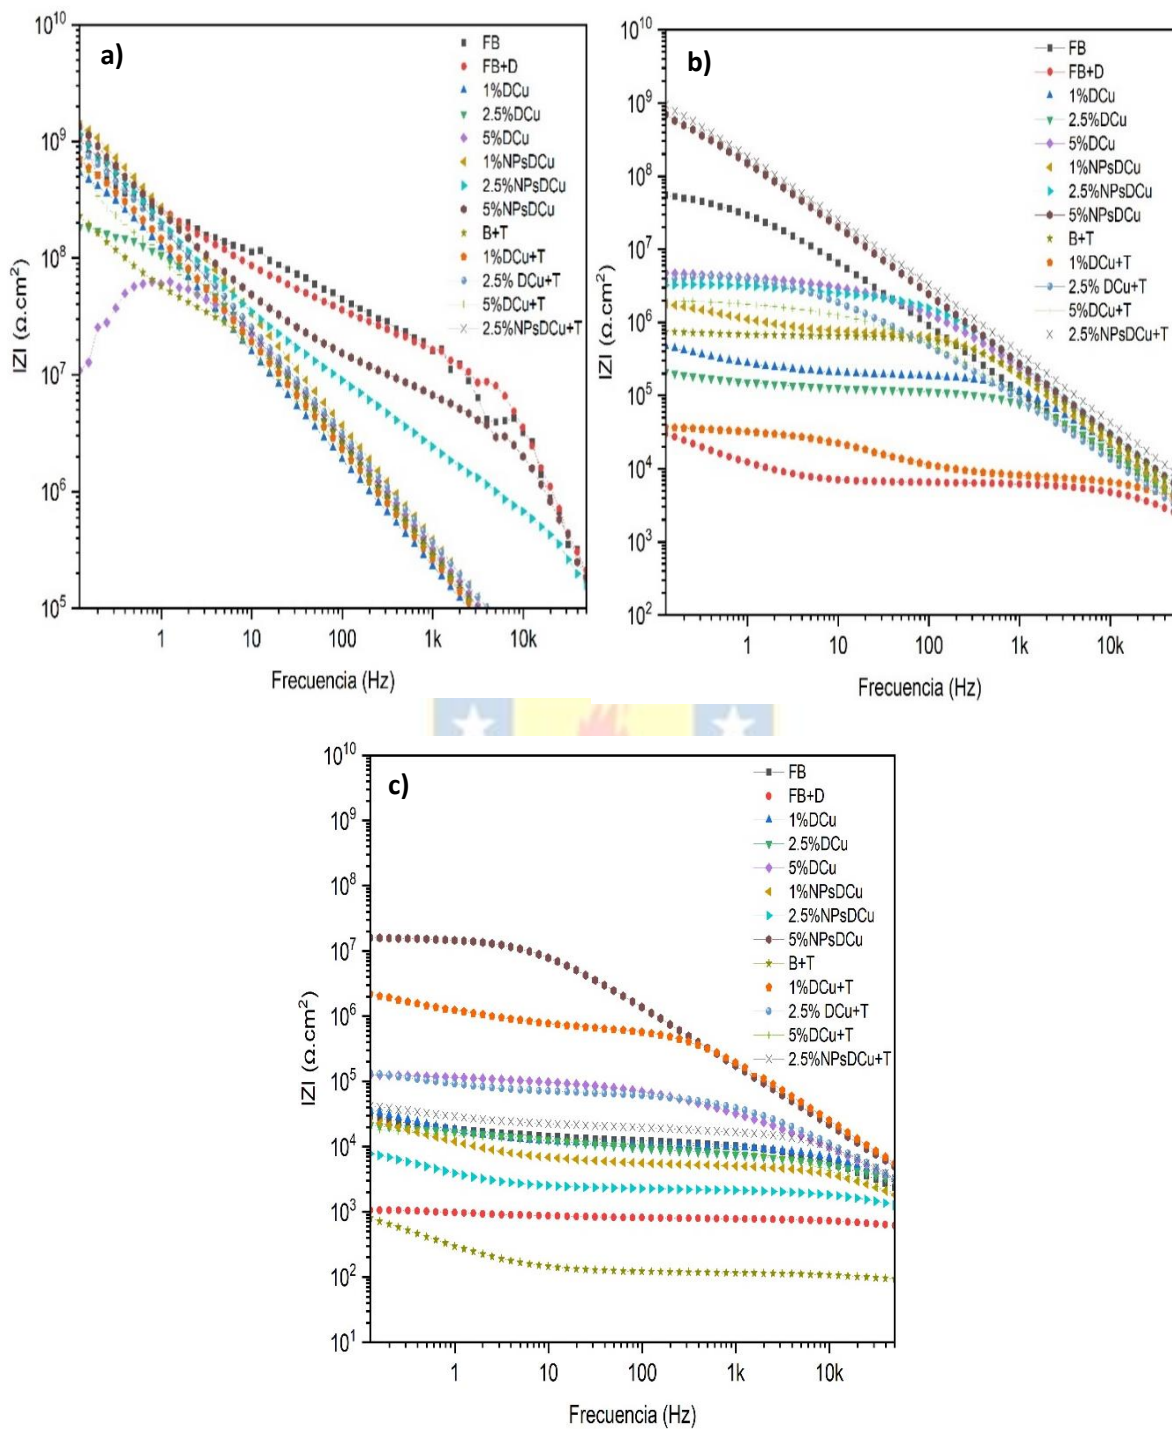 a)
10^10
10^9
10^8
10^7
10^6
10^5
IZI (Ω.cm²)
1
10
100
1k
10k
Frecuencia (Hz)
FB
FB+D
1%DCu
2.5%DCu
5%DCu
1%NPsDCu
2.5%NPsDCu
5%NPsDCu
B+T
1%DCu+T
2.5% DCu+T
5%DCu+T
2.5%NPsDCu+T
b)
10^10
10^9
10^8
10^7
10^6
10^5
10^4
10^3
10^2
IZI (Ω.cm²)
1
10
100
1k
10k
Frecuencia (Hz)
FB
FB+D
1%DCu
2.5%DCu
5%DCu
1%NPsDCu
2.5%NPsDCu
5%NPsDCu
B+T
1%DCu+T
2.5% DCu+T
5%DCu+T
2.5%NPsDCu+T
c)
10^10
10^9
10^8
10^7
10^6
10^5
10^4
10^3
10^2
10^1
IZI (Ω.cm²)
1
10
100
1k
10k
Frecuencia (Hz)
FB
FB+D
1%DCu
2.5%DCu
5%DCu
1%NPsDCu
2.5%NPsDCu
5%NPsDCu
B+T
1%DCu+T
2.5% DCu+T
5%DCu+T
2.5%NPsDCu+T